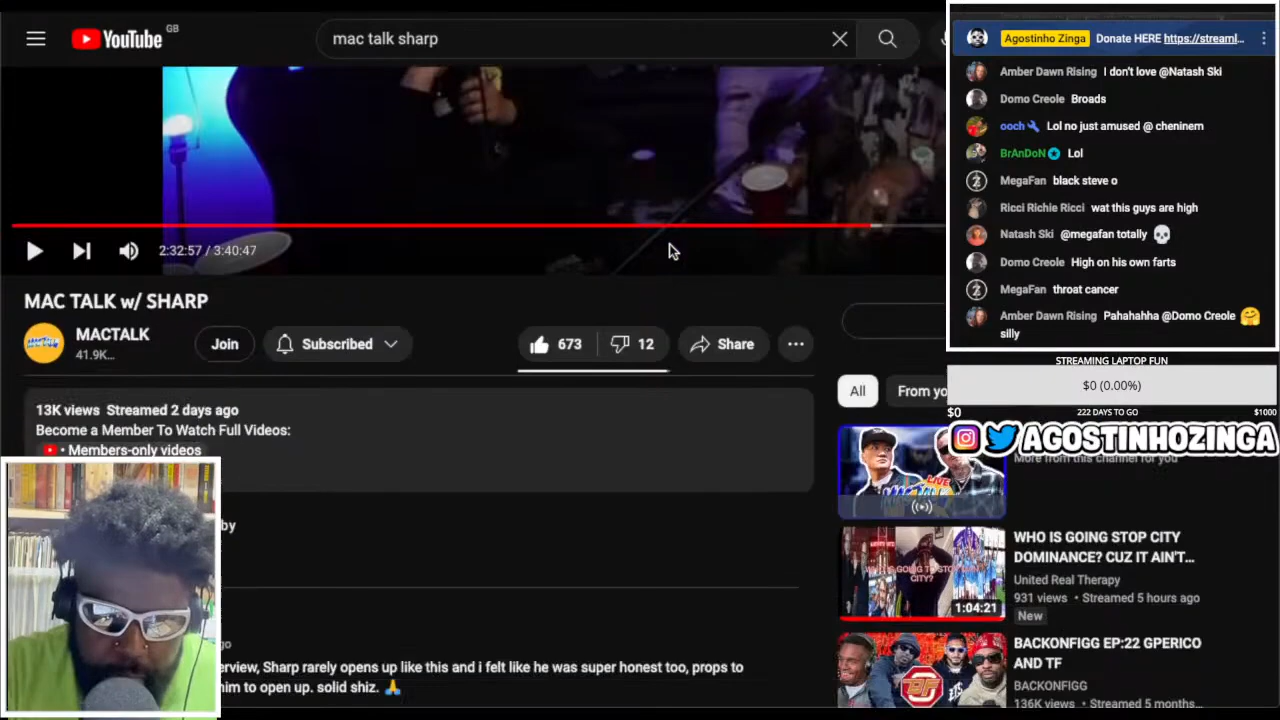 YouTube GB
mac talk sharp
2:32:57 / 3:40:47
MAC TALK w/ SHARP
MACTALK
41.9K...
Join
Subscribed
673
12
Share
13K views Streamed 2 days ago
Become a Member To Watch Full Videos:
• Members-only videos
by
go
erview, Sharp rarely opens up like this and i felt like he was super honest too, props to
him to open up. solid shiz. 🙏
All
From yo
LIVE
More from this channel for you
WHO IS GOING STOP CITY
DOMINANCE? CUZ IT AIN'T...
United Real Therapy
931 views • Streamed 5 hours ago
New
1:04:21
BACKONFIGG EP:22 GPERICO
AND TF
BACKONFIGG
136K views • Streamed 5 months...
Agostinho Zinga Donate HERE https://streaml...
Amber Dawn Rising I don't love @Natash Ski
Domo Creole Broads
ooch Lol no just amused @ cheninem
BrAnDoN Lol
MegaFan black steve o
Ricci Richie Ricci wat this guys are high
Natash Ski @megafan totally 💀
Domo Creole High on his own farts
MegaFan throat cancer
Amber Dawn Rising Pahahahha @Domo Creole 🤗
silly
STREAMING LAPTOP FUN
$0 (0.00%)
$0 222 DAYS TO GO $1000
AGOSTINHOZINGA